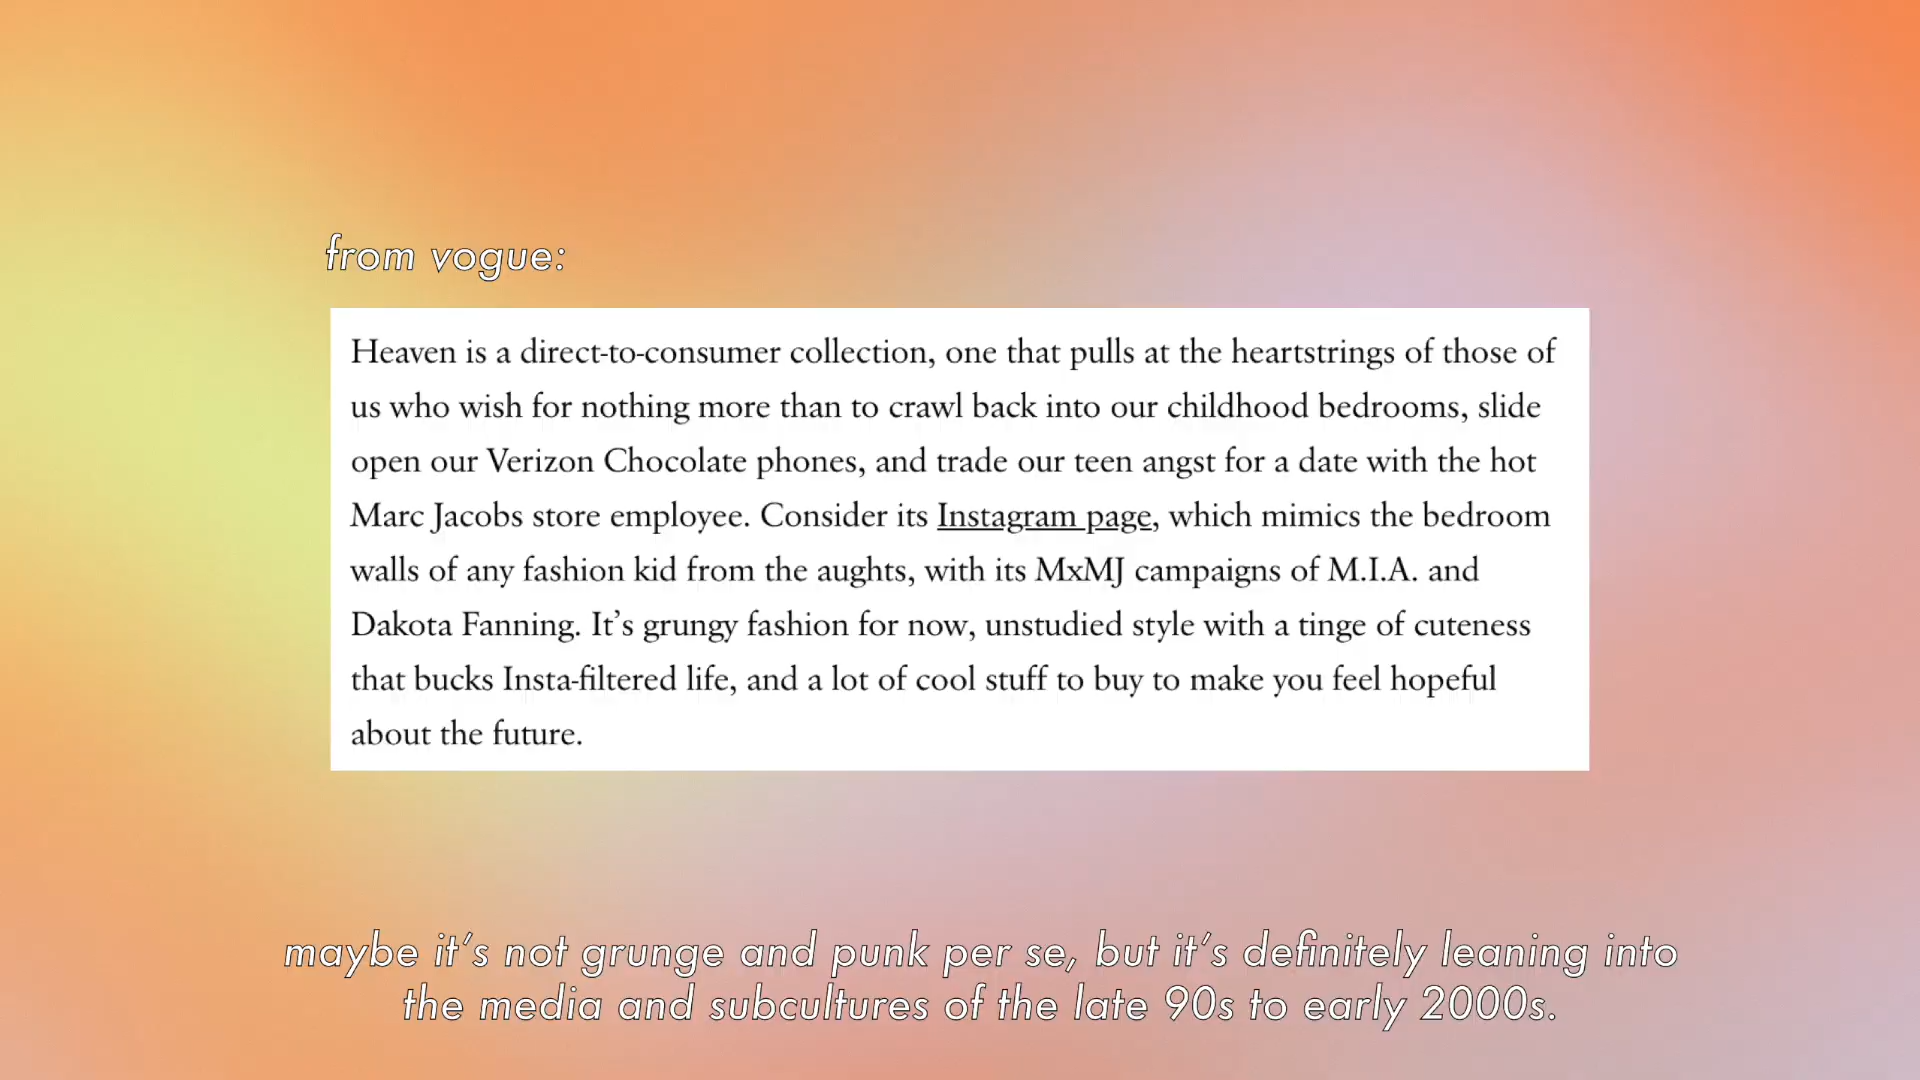 from vogue:
Heaven is a direct-to-consumer collection, one that pulls at the heartstrings of those of
us who wish for nothing more than to crawl back into our childhood bedrooms, slide
open our Verizon Chocolate phones, and trade our teen angst for a date with the hot
Marc Jacobs store employee. Consider its Instagram page, which mimics the bedroom
walls of any fashion kid from the aughts, with its MxMJ campaigns of M.I.A. and
Dakota Fanning. It’s grungy fashion for now, unstudied style with a tinge of cuteness
that bucks Insta-filtered life, and a lot of cool stuff to buy to make you feel hopeful
about the future.
maybe it’s not grunge and punk per se, but it’s definitely leaning into
the media and subcultures of the late 90s to early 2000s.